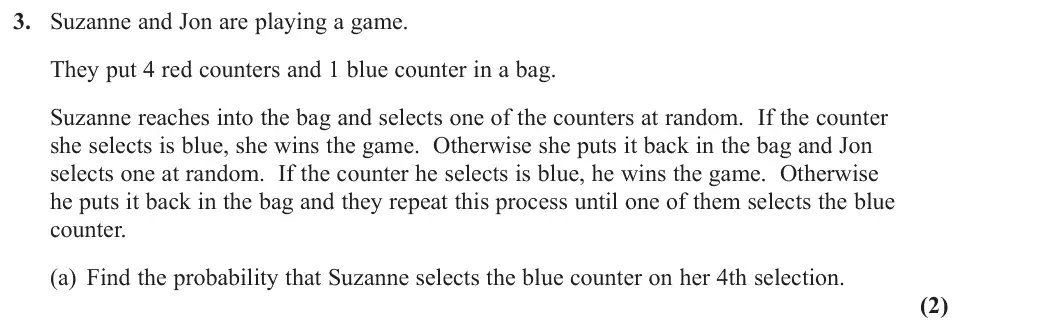 3. Suzanne and Jon are playing a game.
They put 4 red counters and 1 blue counter in a bag.
Suzanne reaches into the bag and selects one of the counters at random. If the counter
she selects is blue, she wins the game. Otherwise she puts it back in the bag and Jon
selects one at random. If the counter he selects is blue, he wins the game. Otherwise
he puts it back in the bag and they repeat this process until one of them selects the blue
counter.
(a) Find the probability that Suzanne selects the blue counter on her 4th selection.
(2)